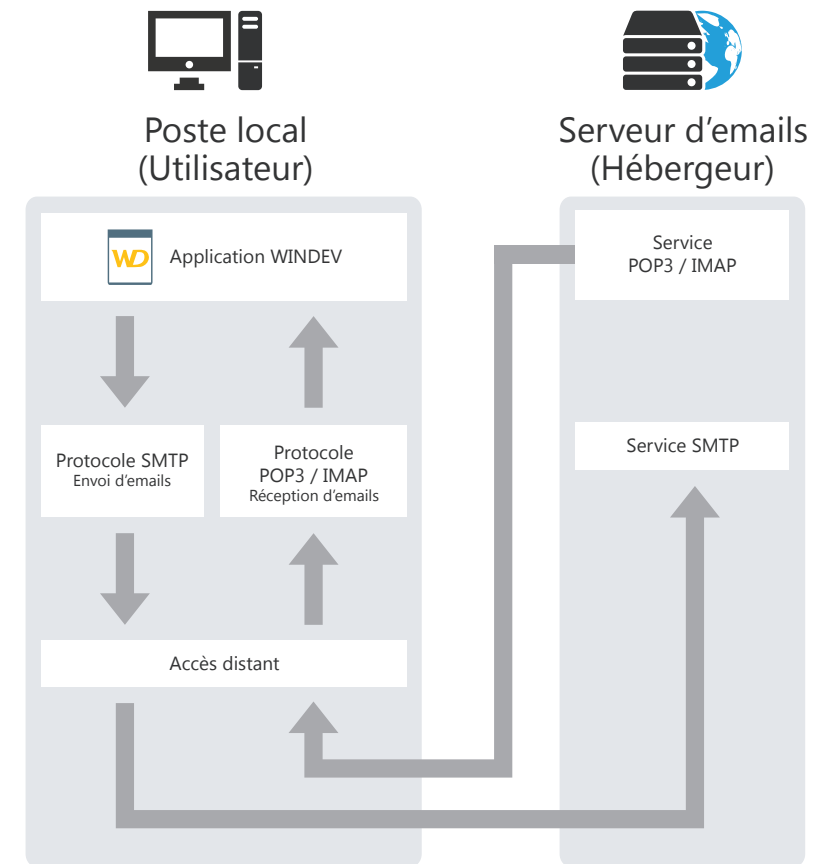 Poste local
(Utilisateur)
Serveur d'emails
(Hébergeur)
WD
Application WINDEV
Service
POP3 / IMAP
Protocole SMTP
Envoi d'emails
Protocole
POP3 / IMAP
Réception d'emails
Service SMTP
Accès distant